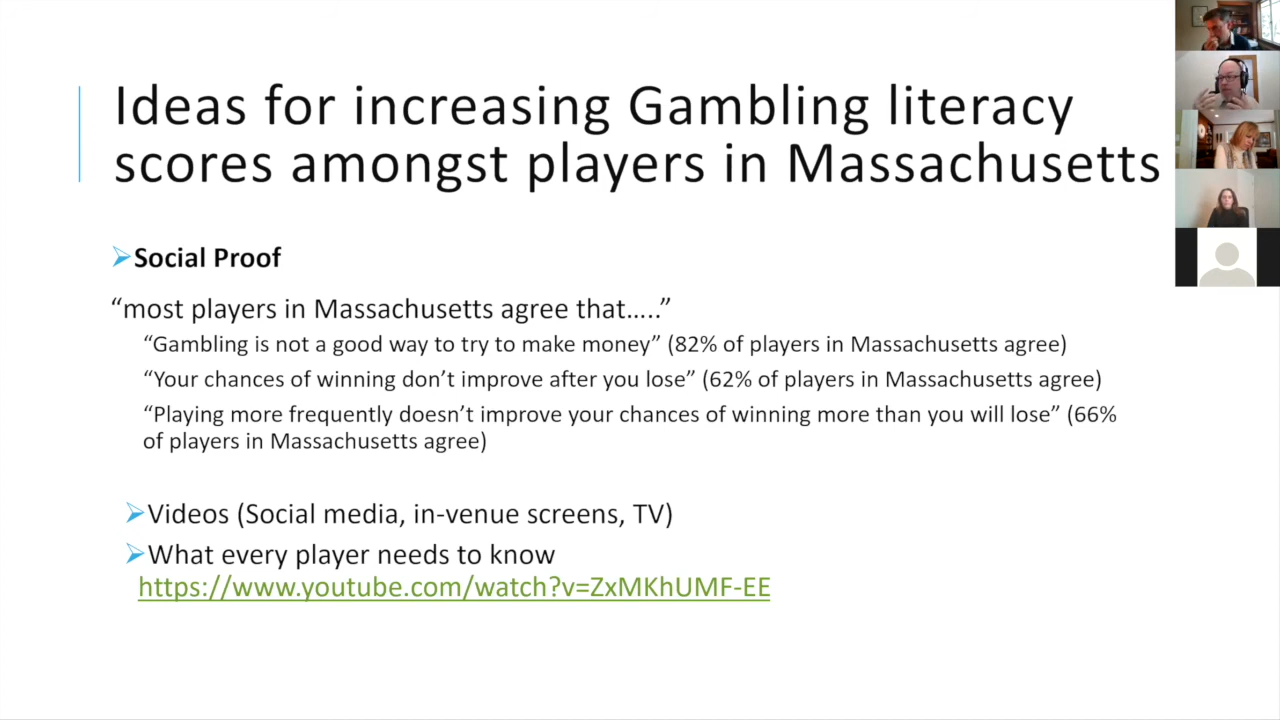 Ideas for increasing Gambling literacy
scores amongst players in Massachusetts
Social Proof
“most players in Massachusetts agree that…..”
“Gambling is not a good way to try to make money” (82% of players in Massachusetts agree)
“Your chances of winning don’t improve after you lose” (62% of players in Massachusetts agree)
“Playing more frequently doesn’t improve your chances of winning more than you will lose” (66%
of players in Massachusetts agree)
Videos (Social media, in-venue screens, TV)
What every player needs to know
https://www.youtube.com/watch?v=ZxMKhUMF-EE